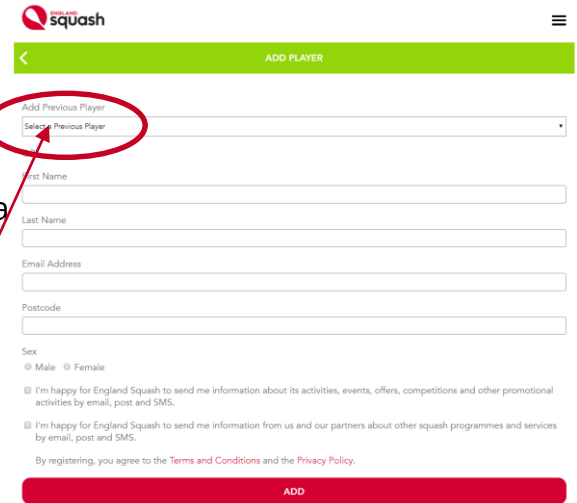 ENGLAND
squash
ADD PLAYER
Add Previous Player
Select a Previous Player
First Name
a
Last Name
Email Address
Postcode
Sex
Male Female
I'm happy for England Squash to send me information about its activities, events, offers, competitions and other promotional
activities by email, post and SMS.
I'm happy for England Squash to send me information from us and our partners about other squash programmes and services
by email, post and SMS.
By registering, you agree to the Terms and Conditions and the Privacy Policy.
ADD